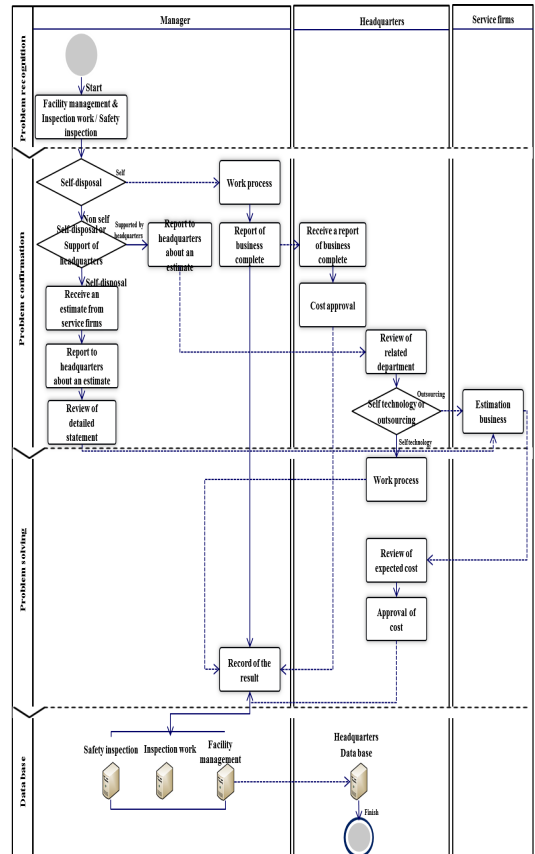 Manager
Headquarters
Service firms
Problem recognition
Start
Facility management &
Inspection work / Safety
inspection
Problem confirmation
Self-disposal
Self
Work process
Non self
Self-disposal or
Support of
headquarters
Supported by
headquarters
Report to
headquarters
about an
estimate
Report of
business
complete
Receive a report
of business
complete
Self-disposal
Receive an
estimate from
service firms
Cost approval
Report to
headquarters
about an estimate
Review of
related
department
Review of
detailed
statement
Self technology or
outsourcing
Outsourcing
Estimation
business
Self technology
Problem solving
Work process
Review of
expected cost
Approval of
cost
Record of the
result
Data base
Safety inspection
Inspection work
Facility
management
Headquarters
Data base
Finish